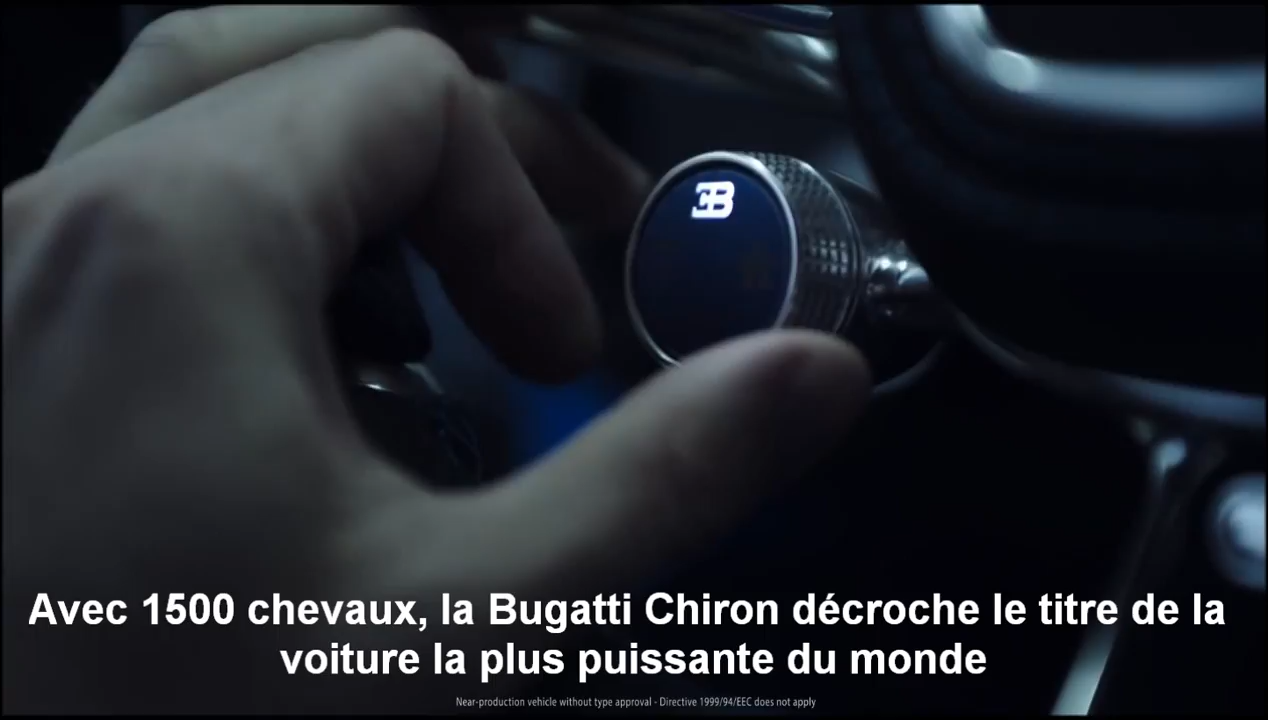 EB
Avec 1500 chevaux, la Bugatti Chiron décroche le titre de la
voiture la plus puissante du monde
Near-production vehicle without type approval - Directive 1999/94/EEC does not apply